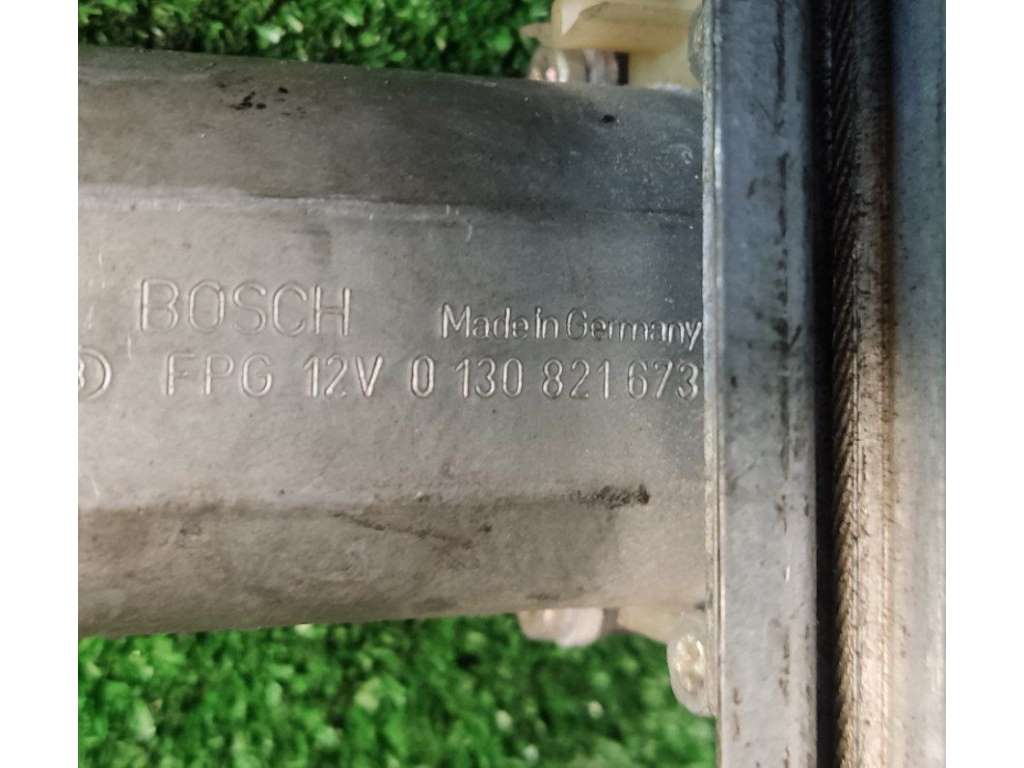 BOSCH Made in Germany
FPG 12V 0 130 821 673